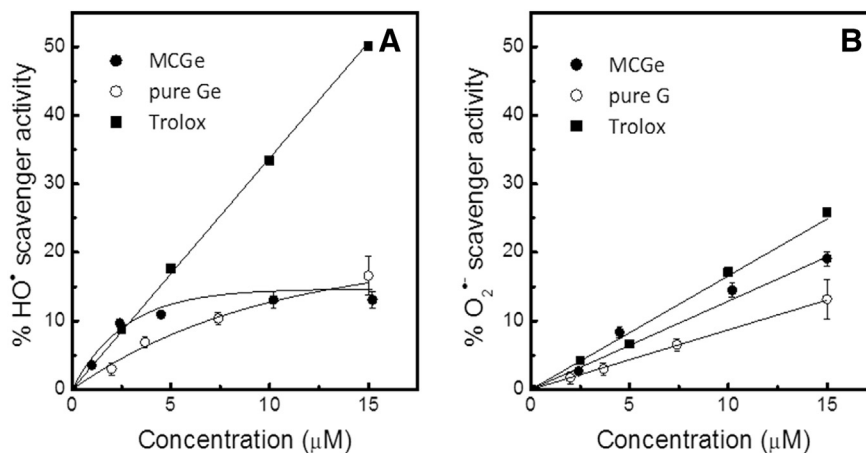 A
MCGe
pure Ge
Trolox
% HO• scavenger activity
50
40
30
20
10
0
0 5 10 15
Concentration (μM)
B
MCGe
pure G
Trolox
% O2•– scavenger activity
50
40
30
20
10
0
0 5 10 15
Concentration (μM)